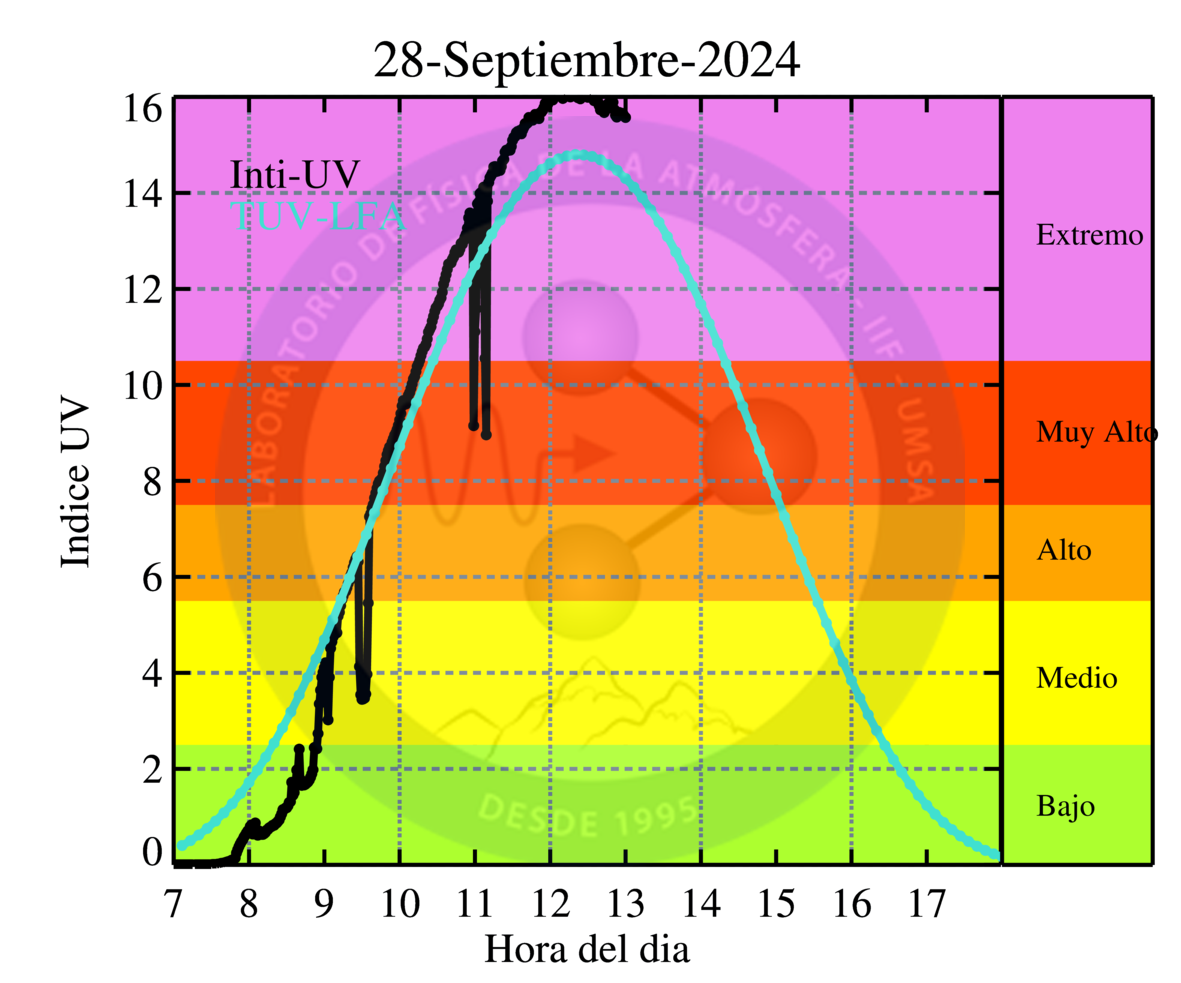 28-Septiembre-2024
16
14
12
10
8
6
4
2
0
Indice UV
Inti-UV
TUV-LFA
LABORATORIO DE FÍSICA DE LA ATMÓSFERA - IIF - UMSA
DESDE 1995
Extremo
Muy Alto
Alto
Medio
Bajo
7 8 9 10 11 12 13 14 15 16 17
Hora del dia